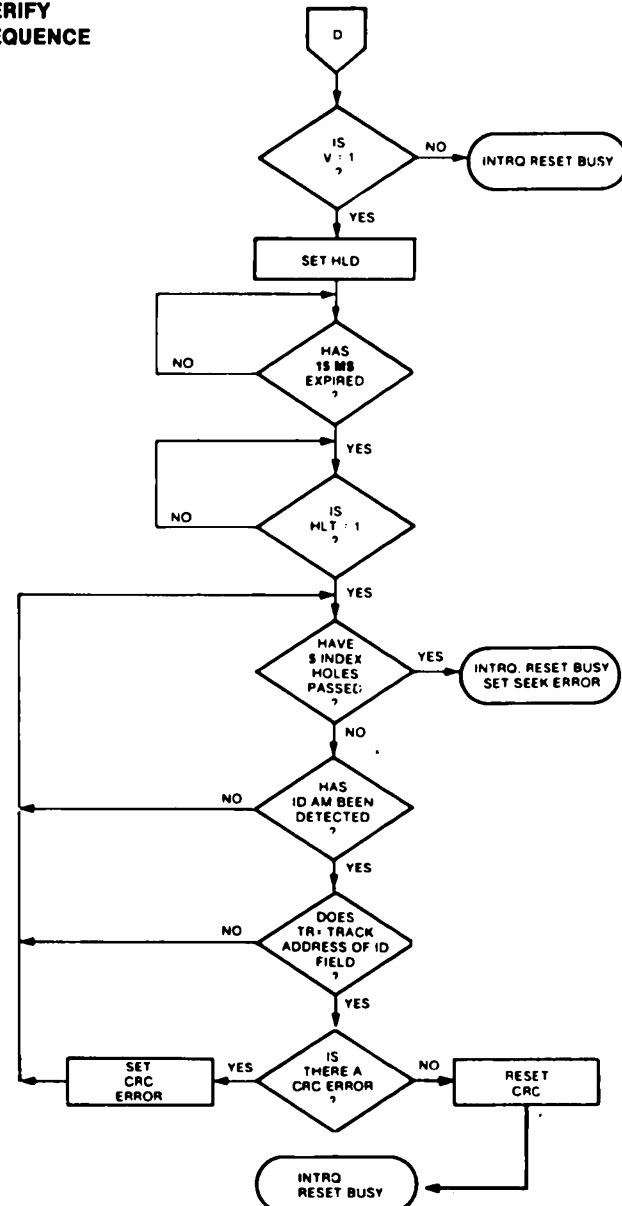 ERIFY
EQUENCE
D
IS
V = 1
?
NO
INTRQ RESET BUSY
YES
SET HLD
HAS
15 MS
EXPIRED
?
NO
YES
IS
HLT = 1
?
NO
YES
HAVE
5 INDEX
HOLES
PASSED
?
YES
INTRQ. RESET BUSY
SET SEEK ERROR
NO
HAS
ID AM BEEN
DETECTED
?
NO
YES
DOES
TR = TRACK
ADDRESS OF ID
FIELD
?
NO
YES
IS
THERE A
CRC ERROR
?
YES
SET
CRC
ERROR
NO
RESET
CRC
INTRQ
RESET BUSY